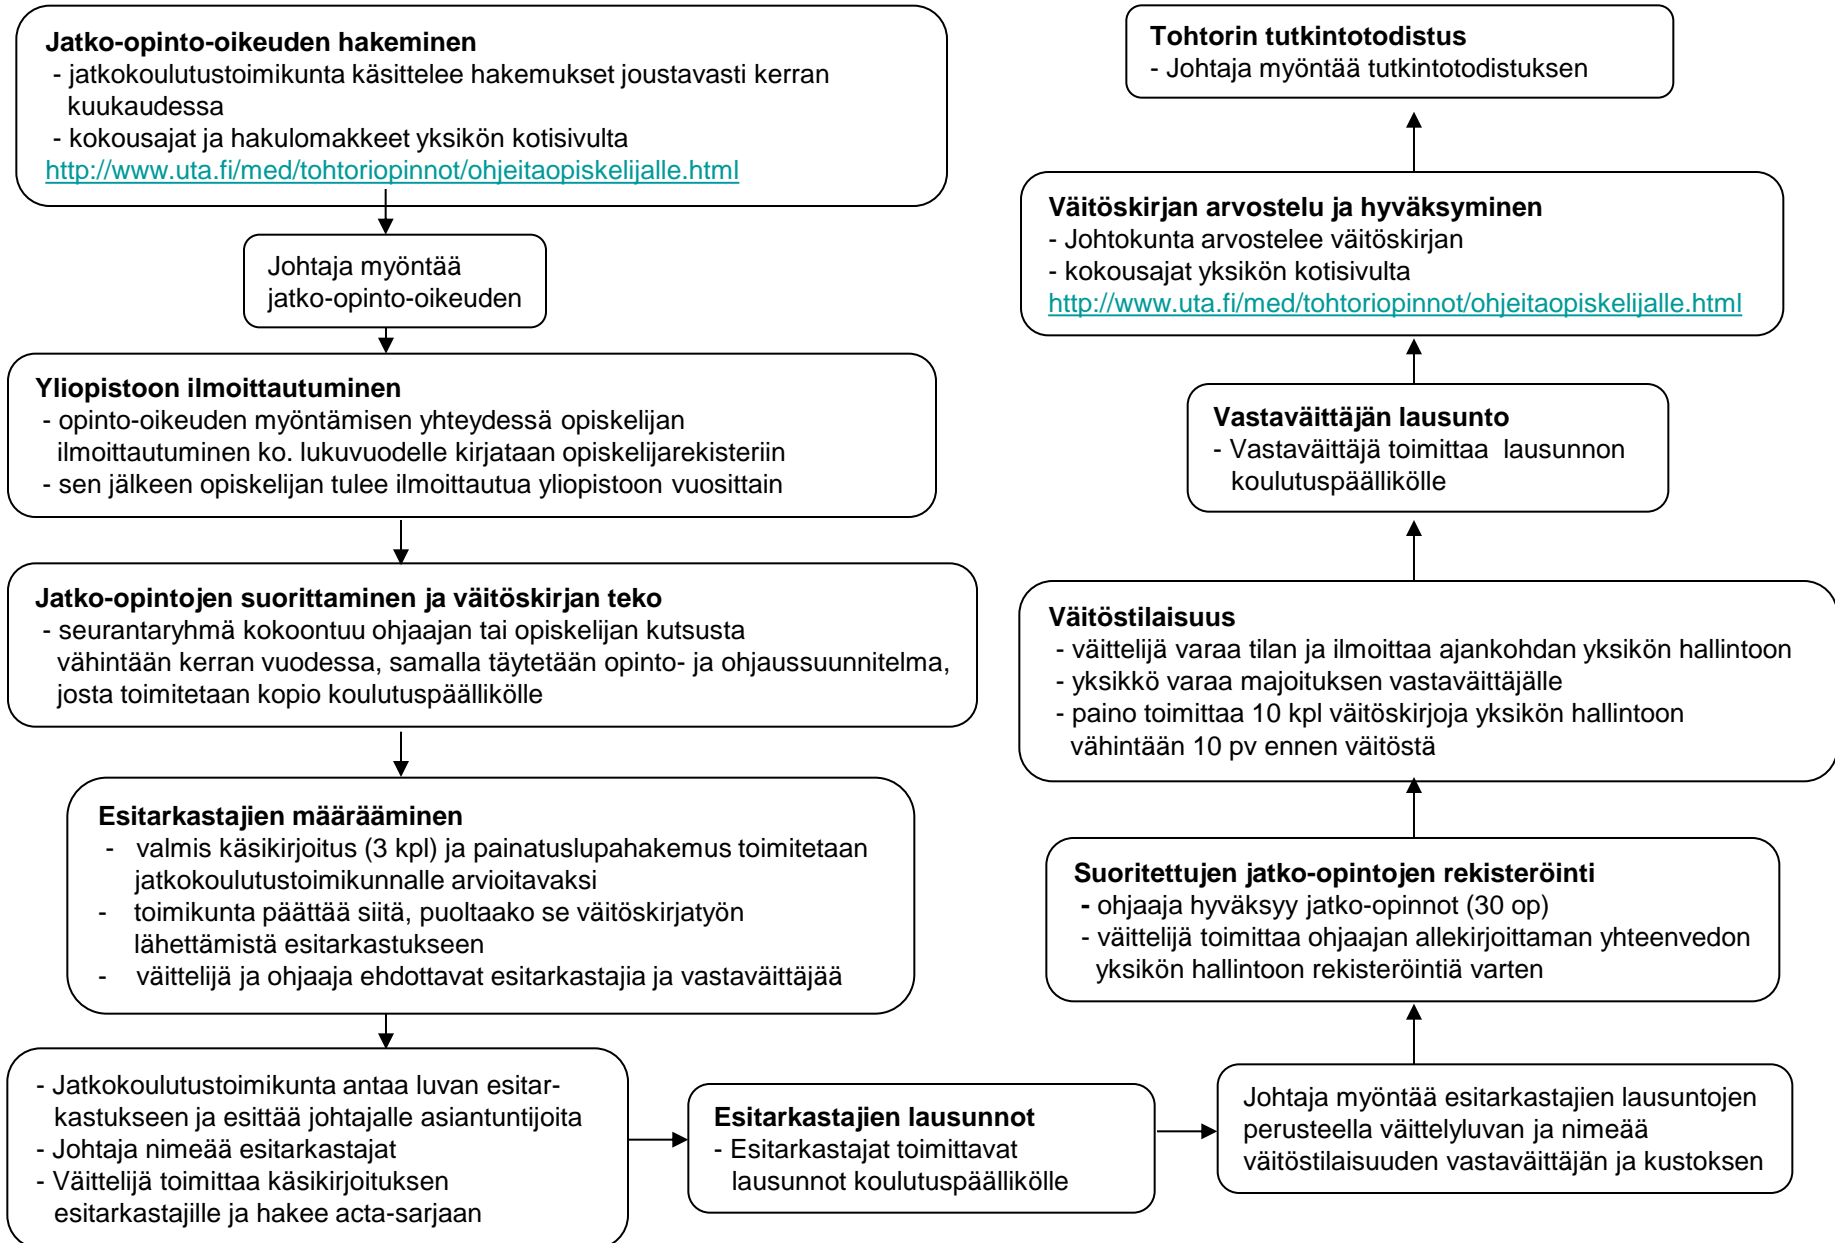 Jatko-opinto-oikeuden hakeminen
- jatkokoulutustoimikunta käsittelee hakemukset joustavasti kerran
kuukaudessa
- kokousajat ja hakulomakkeet yksikön kotisivulta
http://www.uta.fi/med/tohtoriopinnot/ohjeitaopiskelijalle.html
Johtaja myöntää
jatko-opinto-oikeuden
Yliopistoon ilmoittautuminen
- opinto-oikeuden myöntämisen yhteydessä opiskelijan
ilmoittautuminen ko. lukuvuodelle kirjataan opiskelijarekisteriin
- sen jälkeen opiskelijan tulee ilmoittautua yliopistoon vuosittain
Jatko-opintojen suorittaminen ja väitöskirjan teko
- seurantaryhmä kokoontuu ohjaajan tai opiskelijan kutsusta
vähintään kerran vuodessa, samalla täytetään opinto- ja ohjaussuunnitelma,
josta toimitetaan kopio koulutuspäällikölle
Esitarkastajien määrääminen
- valmis käsikirjoitus (3 kpl) ja painatuslupahakemus toimitetaan
jatkokoulutustoimikunnalle arvioitavaksi
- toimikunta päättää siitä, puoltaako se väitöskirjatyön
lähettämistä esitarkastukseen
- väittelijä ja ohjaaja ehdottavat esitarkastajia ja vastaväittäjää
- Jatkokoulutustoimikunta antaa luvan esitar-
kastukseen ja esittää johtajalle asiantuntijoita
- Johtaja nimeää esitarkastajat
- Väittelijä toimittaa käsikirjoituksen
esitarkastajille ja hakee acta-sarjaan
Esitarkastajien lausunnot
- Esitarkastajat toimittavat
lausunnot koulutuspäällikölle
Johtaja myöntää esitarkastajien lausuntojen
perusteella väittelyluvan ja nimeää
väitöstilaisuuden vastaväittäjän ja kustoksen
Suoritettujen jatko-opintojen rekisteröinti
- ohjaaja hyväksyy jatko-opinnot (30 op)
- väittelijä toimittaa ohjaajan allekirjoittaman yhteenvedon
yksikön hallintoon rekisteröintiä varten
Väitöstilaisuus
- väittelijä varaa tilan ja ilmoittaa ajankohdan yksikön hallintoon
- yksikkö varaa majoituksen vastaväittäjälle
- paino toimittaa 10 kpl väitöskirjoja yksikön hallintoon
vähintään 10 pv ennen väitöstä
Vastaväittäjän lausunto
- Vastaväittäjä toimittaa lausunnon
koulutuspäällikölle
Väitöskirjan arvostelu ja hyväksyminen
- Johtokunta arvostelee väitöskirjan
- kokousajat yksikön kotisivulta
http://www.uta.fi/med/tohtoriopinnot/ohjeitaopiskelijalle.html
Tohtorin tutkintotodistus
- Johtaja myöntää tutkintotodistuksen